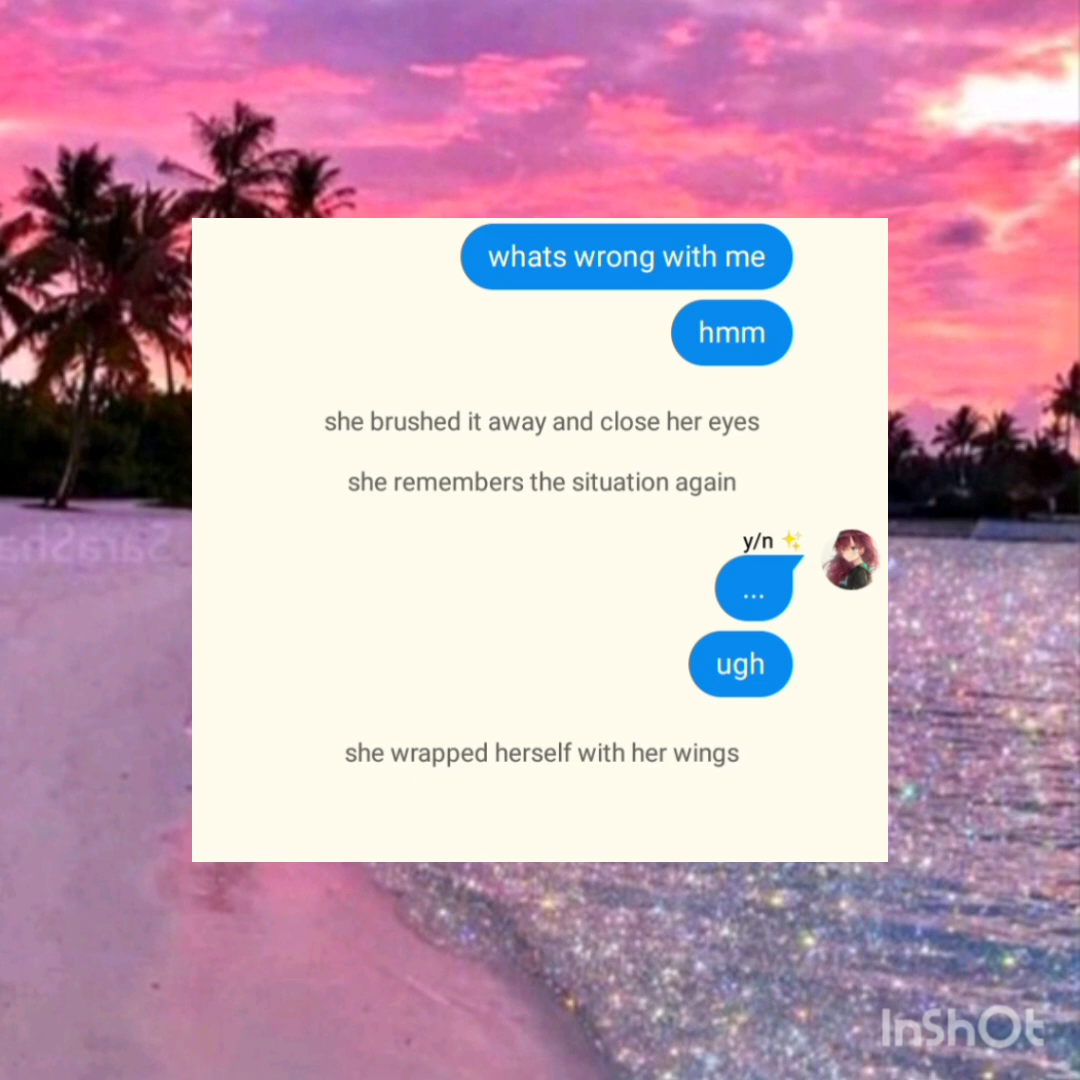 whats wrong with me
hmm
she brushed it away and close her eyes
she remembers the situation again
y/n ✨
...
ugh
she wrapped herself with her wings
InShOt